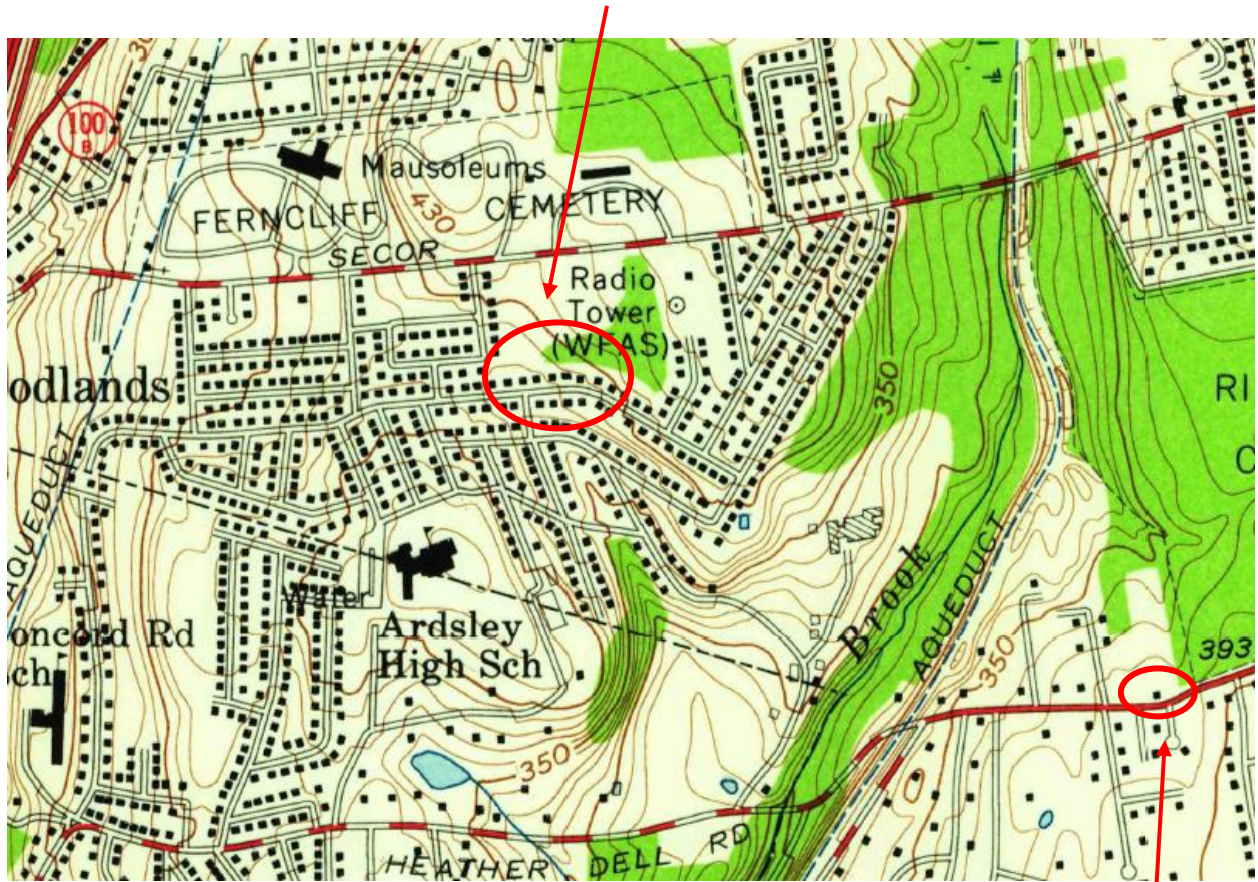 100
B
Mausoleums
FERNCLIFF
430
CEMETERY
SECOR
Radio
Tower
(WFAS)
odlands
350
RI
C
AQUEDUCT
Brook
AQUEDUCT
Water
oncord Rd
ch
Ardsley
High Sch
350
393
350
HEATHER DELL RD